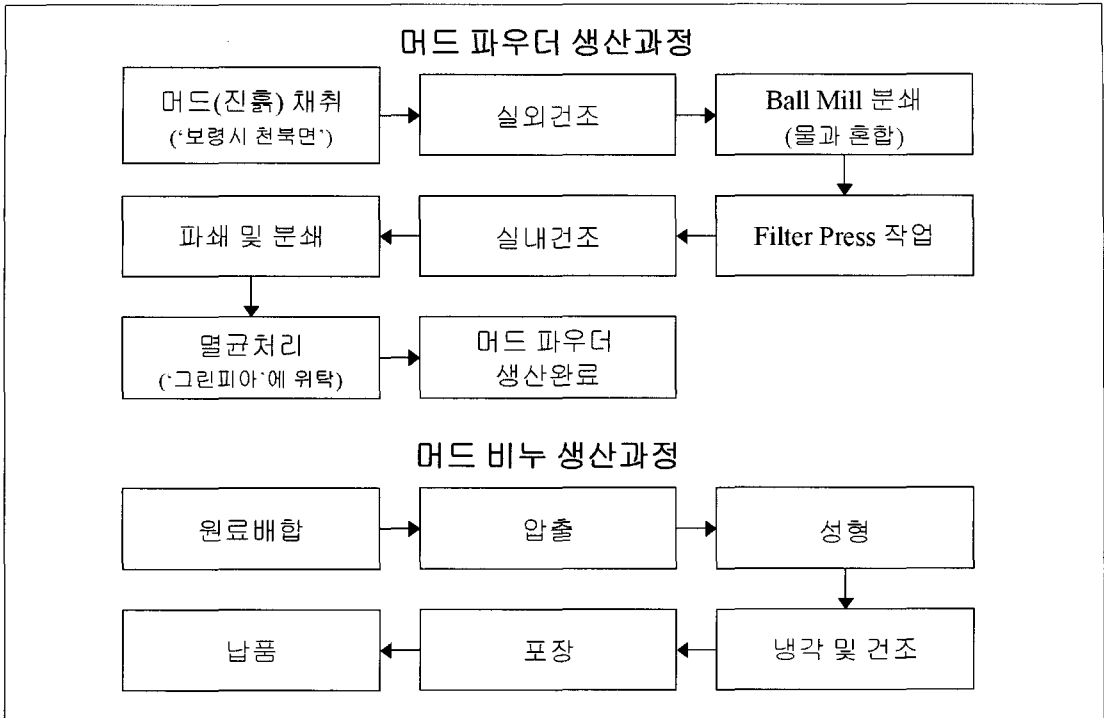 머드 파우더 생산과정
머드(진흙) 채취
('보령시 천북면')
실외건조
Ball Mill 분쇄
(물과 혼합)
Filter Press 작업
실내건조
파쇄 및 분쇄
멸균처리
('그린피아'에 위탁)
머드 파우더
생산완료
머드 비누 생산과정
원료배합
압출
성형
냉각 및 건조
포장
납품